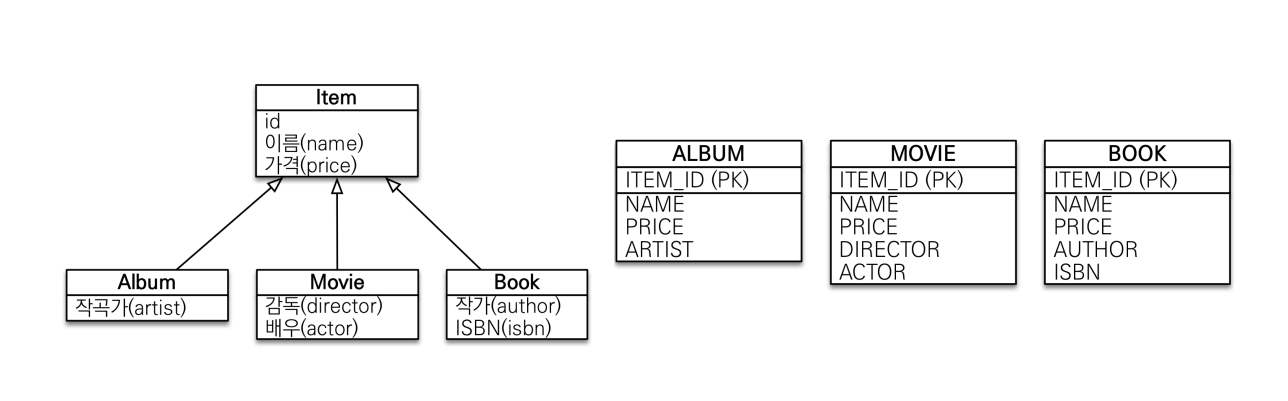 Item
id
이름(name)
가격(price)
Album
작곡가(artist)
Movie
감독(director)
배우(actor)
Book
작가(author)
ISBN(isbn)
ALBUM
ITEM_ID (PK)
NAME
PRICE
ARTIST
MOVIE
ITEM_ID (PK)
NAME
PRICE
DIRECTOR
ACTOR
BOOK
ITEM_ID (PK)
NAME
PRICE
AUTHOR
ISBN